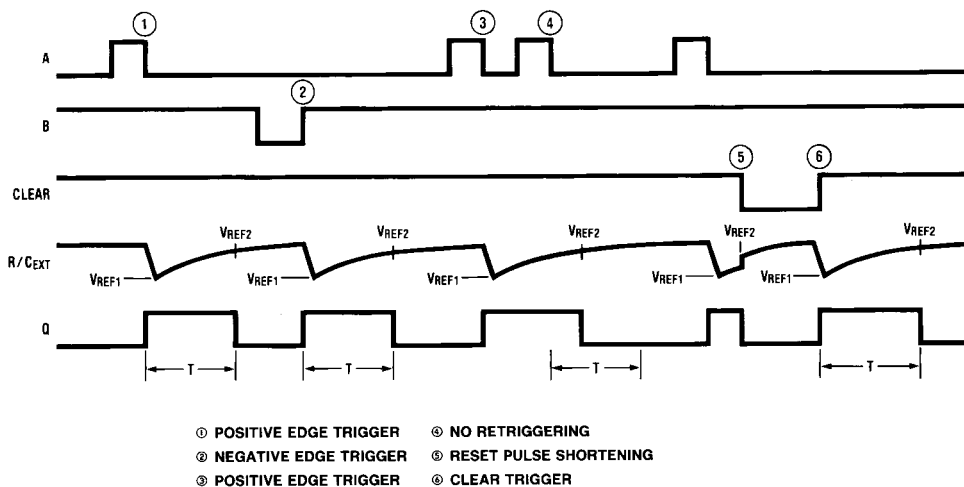 ① ③ ④
A
②
B
⑤ ⑥
CLEAR
VREF2 VREF2 VREF2 VREF2 VREF2
R/CEXT
VREF1 VREF1 VREF1 VREF1 VREF1
Q
T T T T
① POSITIVE EDGE TRIGGER ④ NO RETRIGGERING
② NEGATIVE EDGE TRIGGER ⑤ RESET PULSE SHORTENING
③ POSITIVE EDGE TRIGGER ⑥ CLEAR TRIGGER